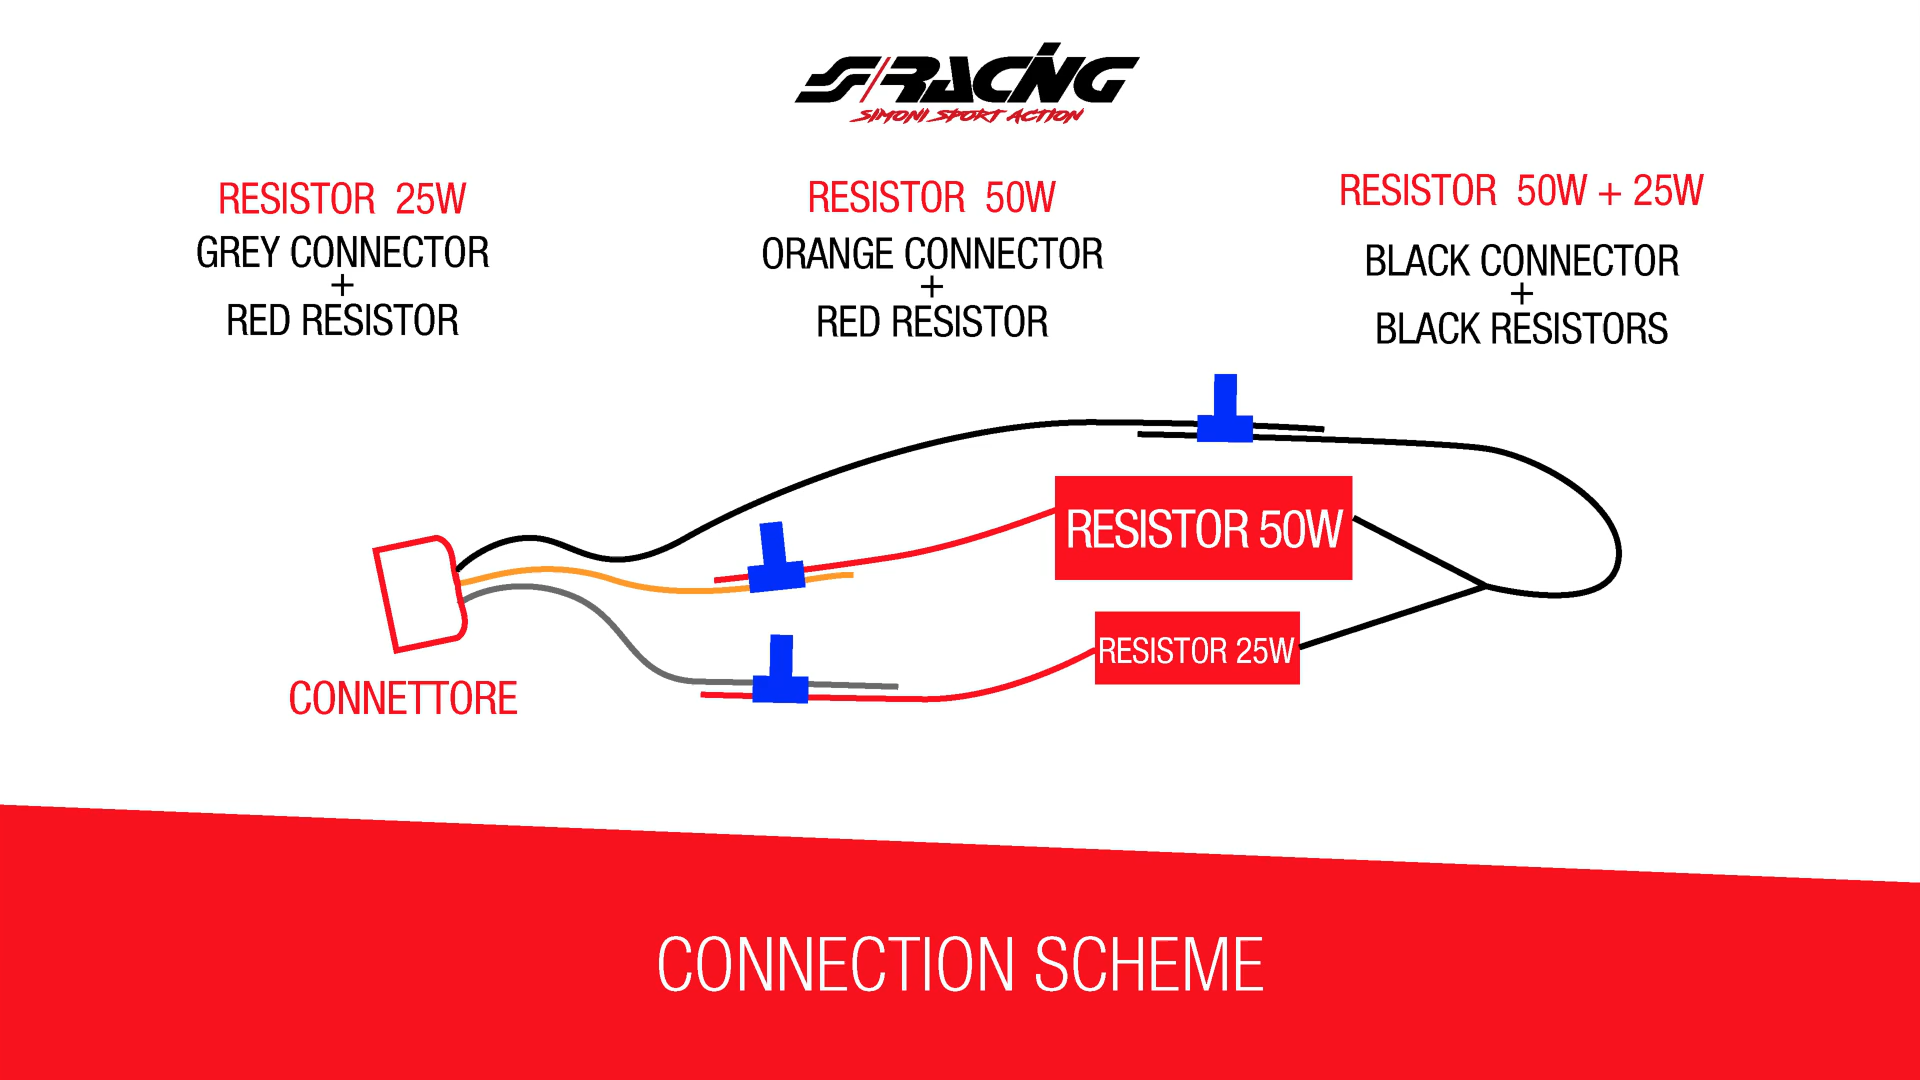 S/RACING
SIMONI SPORT ACTION
RESISTOR 25W
GREY CONNECTOR
+
RED RESISTOR
RESISTOR 50W
ORANGE CONNECTOR
+
RED RESISTOR
RESISTOR 50W + 25W
BLACK CONNECTOR
+
BLACK RESISTORS
RESISTOR 50W
RESISTOR 25W
CONNETTORE
CONNECTION SCHEME